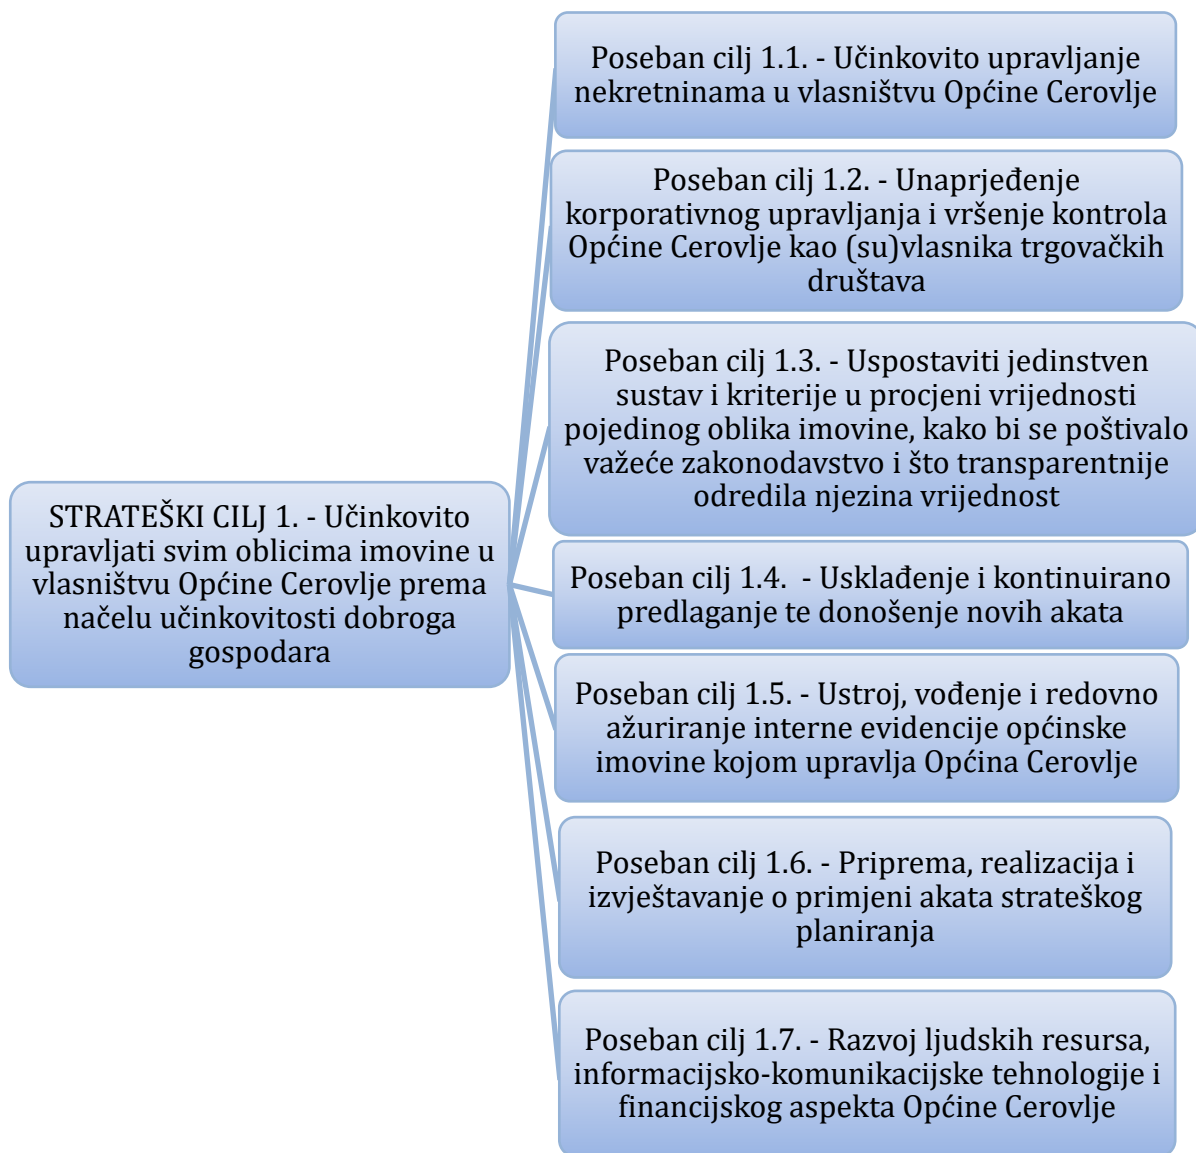 Poseban cilj 1.1. - Učinkovito upravljanje
nekretninama u vlasništvu Općine Cerovlje
Poseban cilj 1.2. - Unaprjeđenje
korporativnog upravljanja i vršenje kontrola
Općine Cerovlje kao (su)vlasnika trgovačkih
društava
Poseban cilj 1.3. - Uspostaviti jedinstven
sustav i kriterije u procjeni vrijednosti
pojedinog oblika imovine, kako bi se poštivalo
važeće zakonodavstvo i što transparentnije
odredila njezina vrijednost
STRATEŠKI CILJ 1. - Učinkovito
upravljati svim oblicima imovine u
vlasništvu Općine Cerovlje prema
načelu učinkovitosti dobroga
gospodara
Poseban cilj 1.4.  - Usklađenje i kontinuirano
predlaganje te donošenje novih akata
Poseban cilj 1.5. - Ustroj, vođenje i redovno
ažuriranje interne evidencije općinske
imovine kojom upravlja Općina Cerovlje
Poseban cilj 1.6. - Priprema, realizacija i
izvještavanje o primjeni akata strateškog
planiranja
Poseban cilj 1.7. - Razvoj ljudskih resursa,
informacijsko-komunikacijske tehnologije i
financijskog aspekta Općine Cerovlje